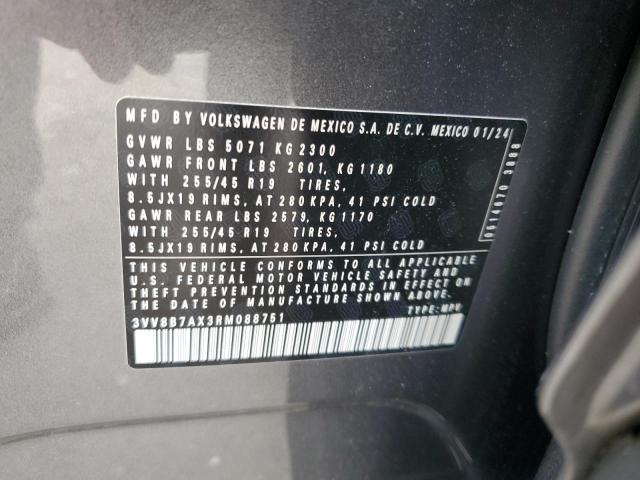 MFD BY VOLKSWAGEN DE MEXICO S.A. DE C.V. MEXICO 01/24
GVWR LBS 5071 KG 2300
GAWR FRONT LBS 2601, KG 1180
WITH 255/45 R19 TIRES,
8.5JX19 RIMS, AT 280 KPA, 41 PSI COLD
GAWR REAR LBS 2579, KG 1170
WITH 255/45 R19 TIRES,
8.5JX19 RIMS, AT 280 KPA, 41 PSI COLD
THIS VEHICLE CONFORMS TO ALL APPLICABLE
U.S. FEDERAL MOTOR VEHICLE SAFETY AND
THEFT PREVENTION STANDARDS IN EFFECT ON
THE DATE OF MANUFACTURE SHOWN ABOVE.
3VV8B7AX3RM088751 TYPE: MPV